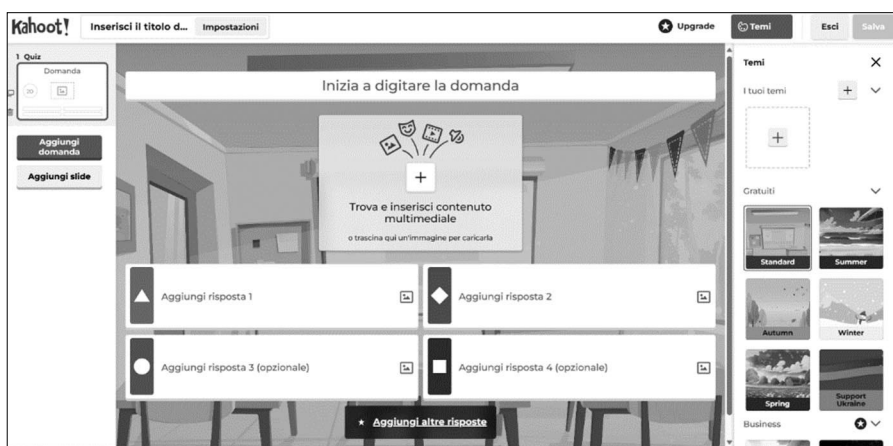 Kahoot!
Inserisci il titolo d...
Impostazioni
Upgrade
Temi
Esci
Salva
1 Quiz
Domanda
20
Aggiungi
domanda
Aggiungi slide
Inizia a digitare la domanda
Trova e inserisci contenuto
multimediale
o trascina qui un'immagine per caricarla
Aggiungi risposta 1
Aggiungi risposta 2
Aggiungi risposta 3 (opzionale)
Aggiungi risposta 4 (opzionale)
Aggiungi altre risposte
Temi
I tuoi temi
Gratuiti
Standard
Summer
Autumn
Winter
Spring
Support
Ukraine
Business